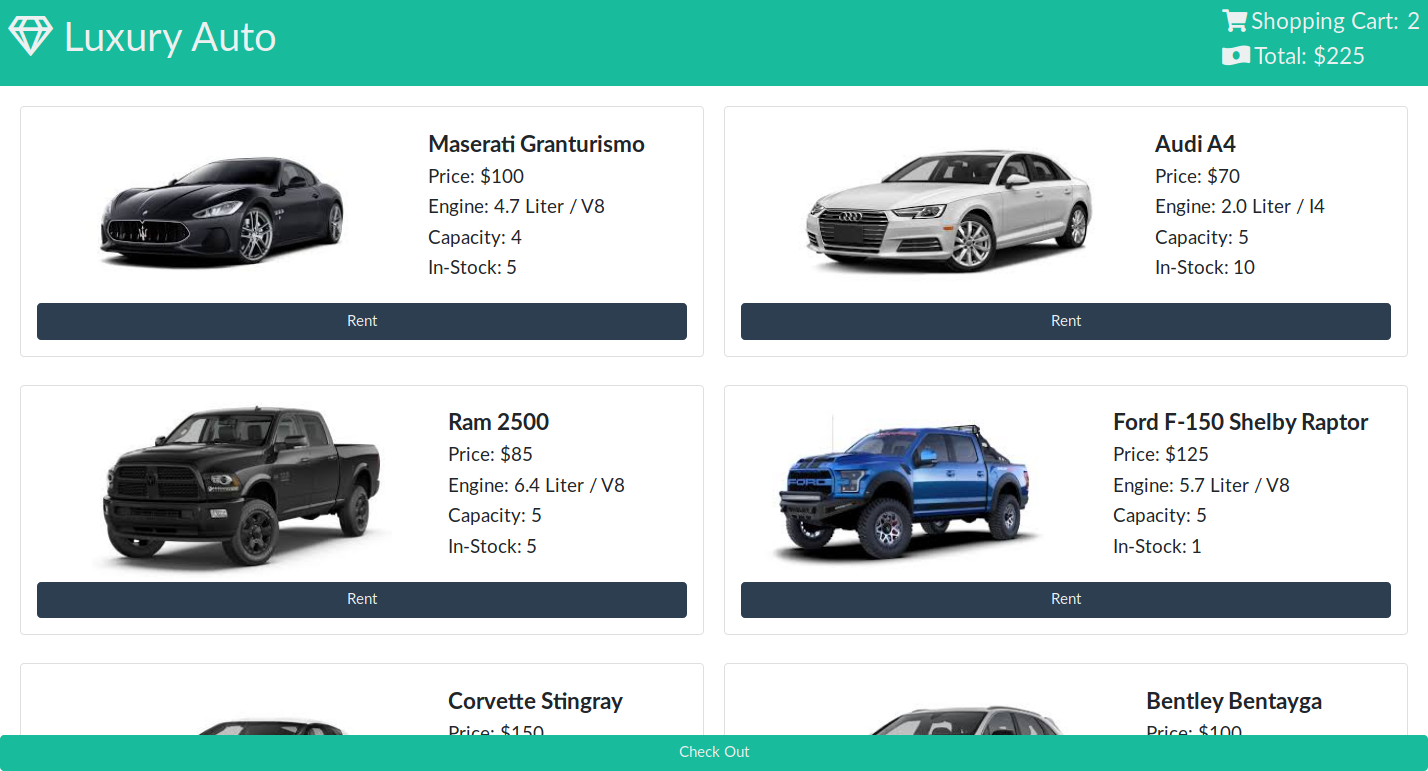 Luxury Auto
Shopping Cart: 2
Total: $225
Maserati Granturismo
Price: $100
Engine: 4.7 Liter / V8
Capacity: 4
In-Stock: 5
Rent
Audi A4
Price: $70
Engine: 2.0 Liter / I4
Capacity: 5
In-Stock: 10
Rent
Ram 2500
Price: $85
Engine: 6.4 Liter / V8
Capacity: 5
In-Stock: 5
Rent
FORD
Ford F-150 Shelby Raptor
Price: $125
Engine: 5.7 Liter / V8
Capacity: 5
In-Stock: 1
Rent
Corvette Stingray
Price: $150
Bentley Bentayga
Price: $100
Check Out